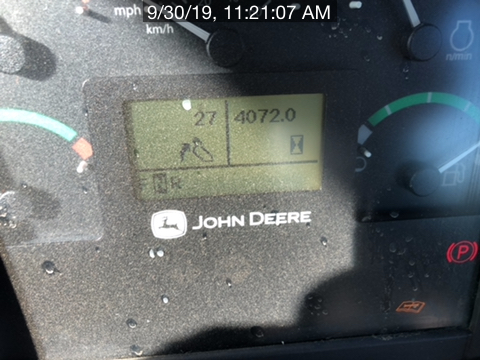 9/30/19, 11:21:07 AM
mph
km/h
n/min
27 4072.0
F N R
JOHN DEERE
P